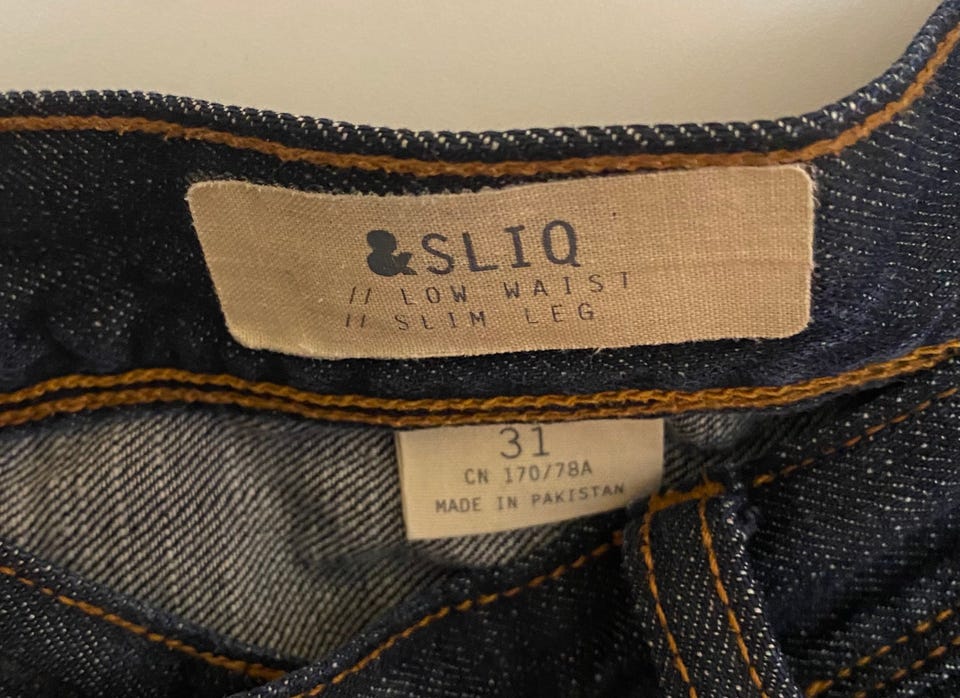 &SLIQ
// LOW WAIST
// SLIM LEG
31
CN 170/78A
MADE IN PAKISTAN